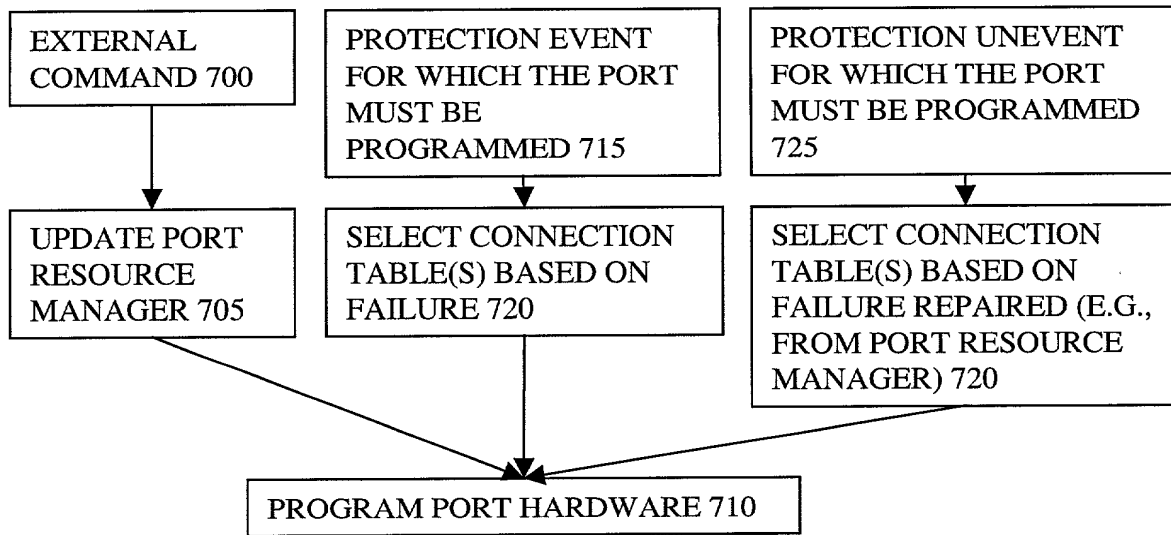 EXTERNAL
COMMAND 700
PROTECTION EVENT
FOR WHICH THE PORT
MUST BE
PROGRAMMED 715
PROTECTION UNEVENT
FOR WHICH THE PORT
MUST BE PROGRAMMED
725
UPDATE PORT
RESOURCE
MANAGER 705
SELECT CONNECTION
TABLE(S) BASED ON
FAILURE 720
SELECT CONNECTION
TABLE(S) BASED ON
FAILURE REPAIRED (E.G.,
FROM PORT RESOURCE
MANAGER) 720
PROGRAM PORT HARDWARE 710